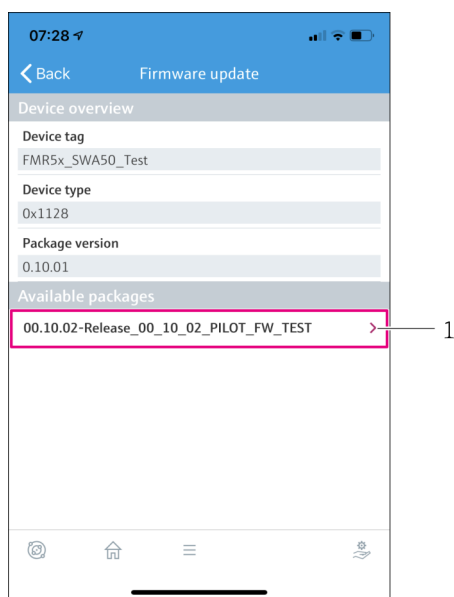 07:28
Back Firmware update
Device overview
Device tag
FMR5x_SWA50_Test
Device type
0x1128
Package version
0.10.01
Available packages
00.10.02-Release_00_10_02_PILOT_FW_TEST
1